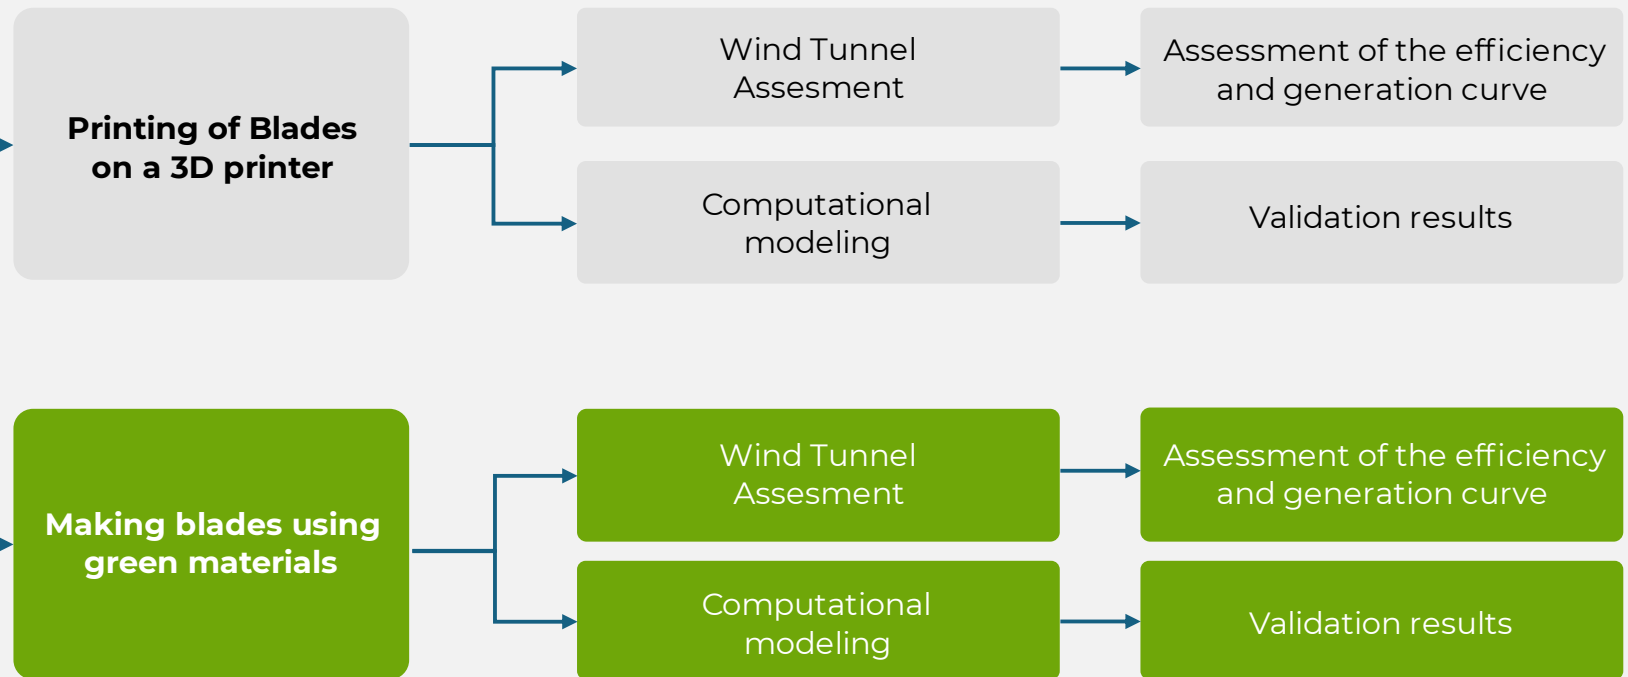 Printing of Blades
on a 3D printer
Wind Tunnel
Assesment
Assessment of the efficiency
and generation curve
Computational
modeling
Validation results
Making blades using
green materials
Wind Tunnel
Assesment
Assessment of the efficiency
and generation curve
Computational
modeling
Validation results